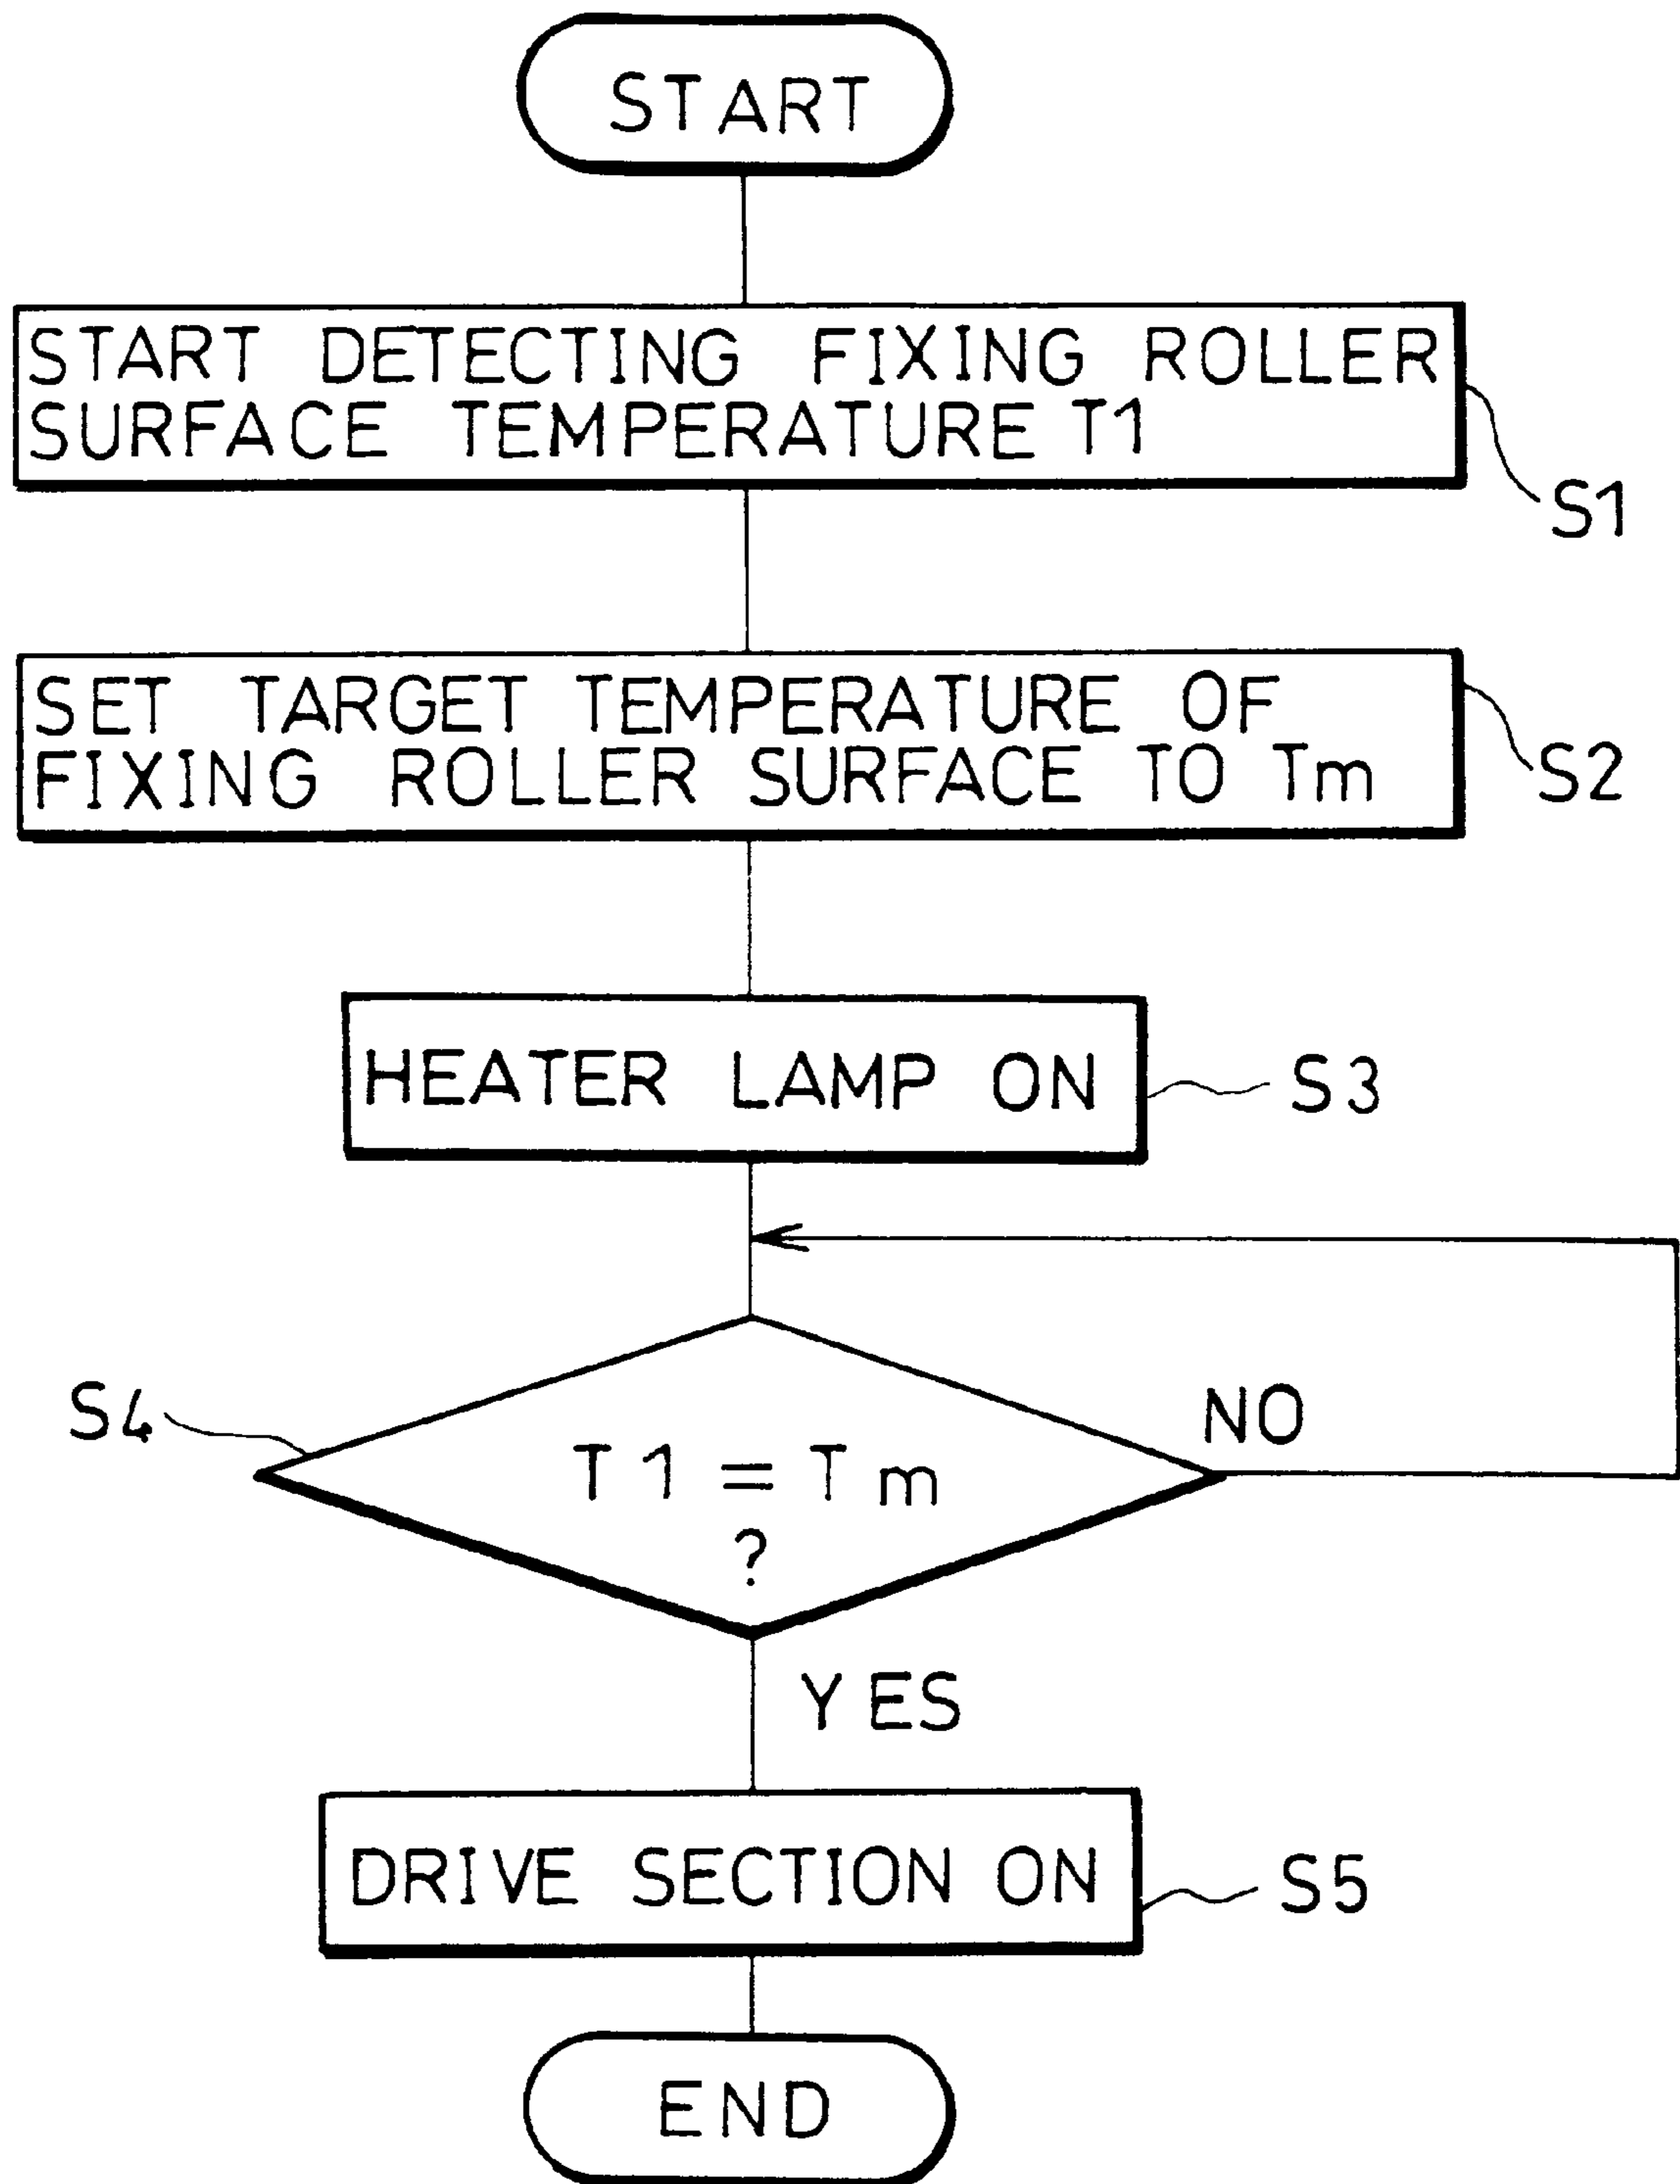 START
START DETECTING FIXING ROLLER
SURFACE TEMPERATURE T1
S1
SET TARGET TEMPERATURE OF
FIXING ROLLER SURFACE TO Tm
S2
HEATER LAMP ON
S3
S4
T1=Tm
?
NO
YES
DRIVE SECTION ON
S5
END